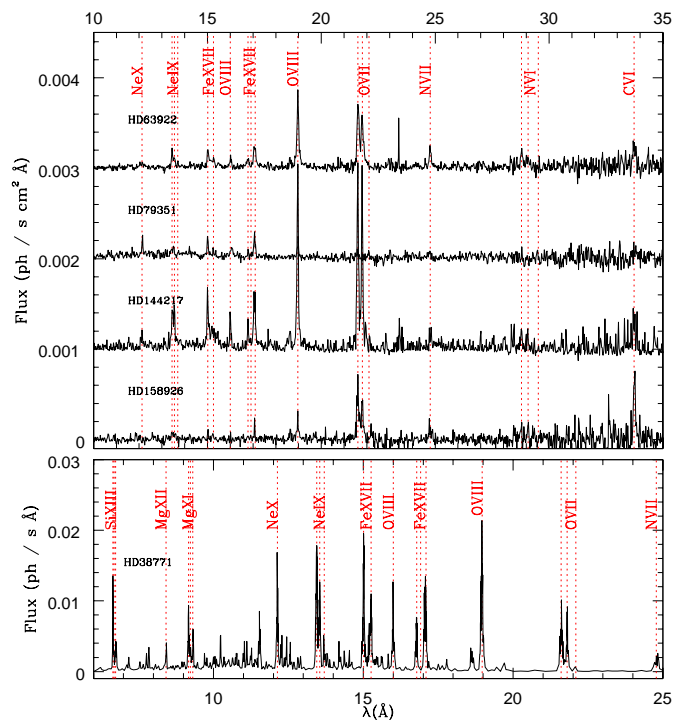 10 15 20 25 30 35
0.004
0.003
0.002
0.001
0
Flux (ph / s cm² Å)
NeX NeIX FeXVII OVIII FeXVII OVIII OVII NVII NVI CVI
HD63922
HD79351
HD144217
HD158926
0.03
0.02
0.01
0
Flux (ph / s Å)
SiXIII MgXII MgXI NeX NeIX FeXVII OVIII FeXVII OVIII OVII NVII
HD38771
10 15 20 25
λ(Å)